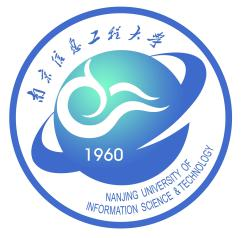 南京信息工程大学
1960
NANJING UNIVERSITY OF
INFORMATION SCIENCE & TECHNOLOGY